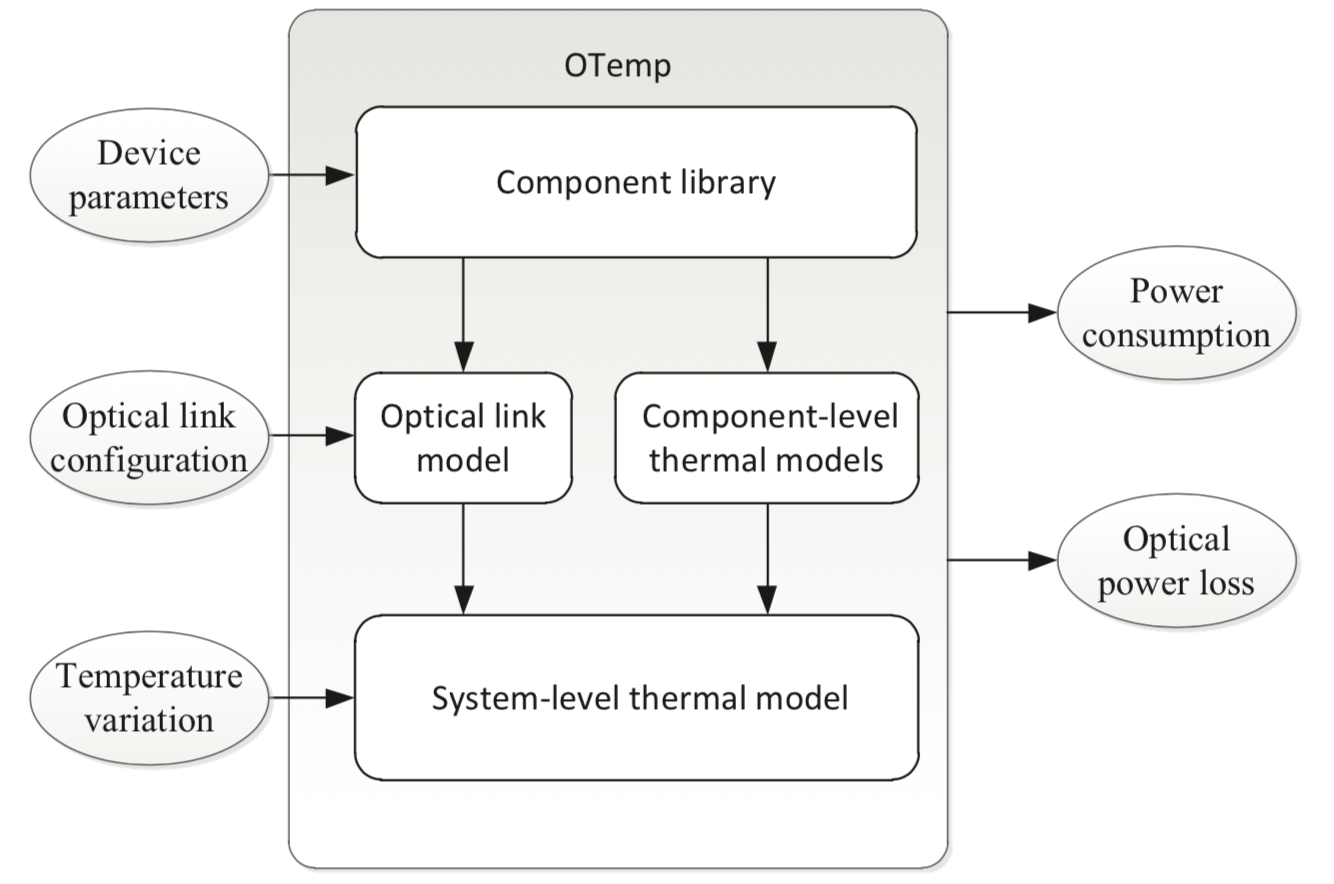 OTemp
Device
parameters
Component library
Power
consumption
Optical link
configuration
Optical link
model
Component-level
thermal models
Optical
power loss
Temperature
variation
System-level thermal model